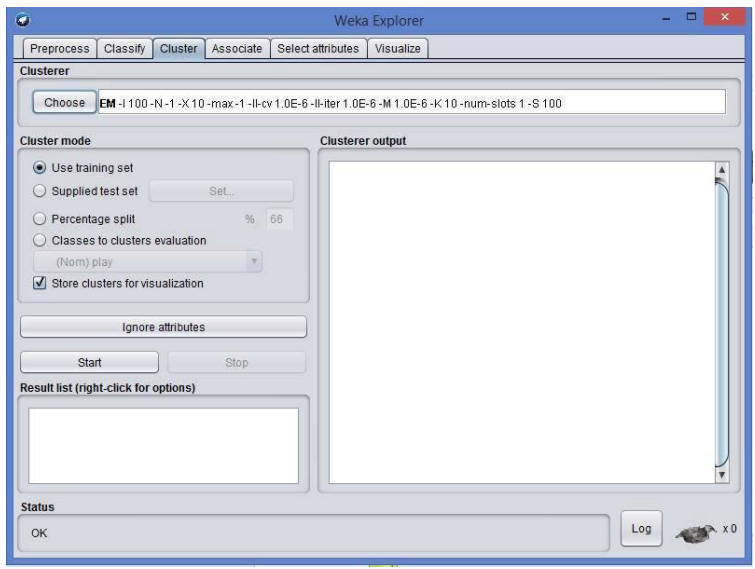 Weka Explorer
Preprocess Classify Cluster Associate Select attributes Visualize
Clusterer
Choose EM -I 100 -N -1 -X 10 -max -1 -ll-cv 1.0E-6 -ll-iter 1.0E-6 -M 1.0E-6 -K 10 -num-slots 1 -S 100
Cluster mode
Use training set
Supplied test set Set...
Percentage split % 66
Classes to clusters evaluation
(Nom) play
Store clusters for visualization
Ignore attributes
Start Stop
Result list (right-click for options)
Clusterer output
Status
OK
Log x 0